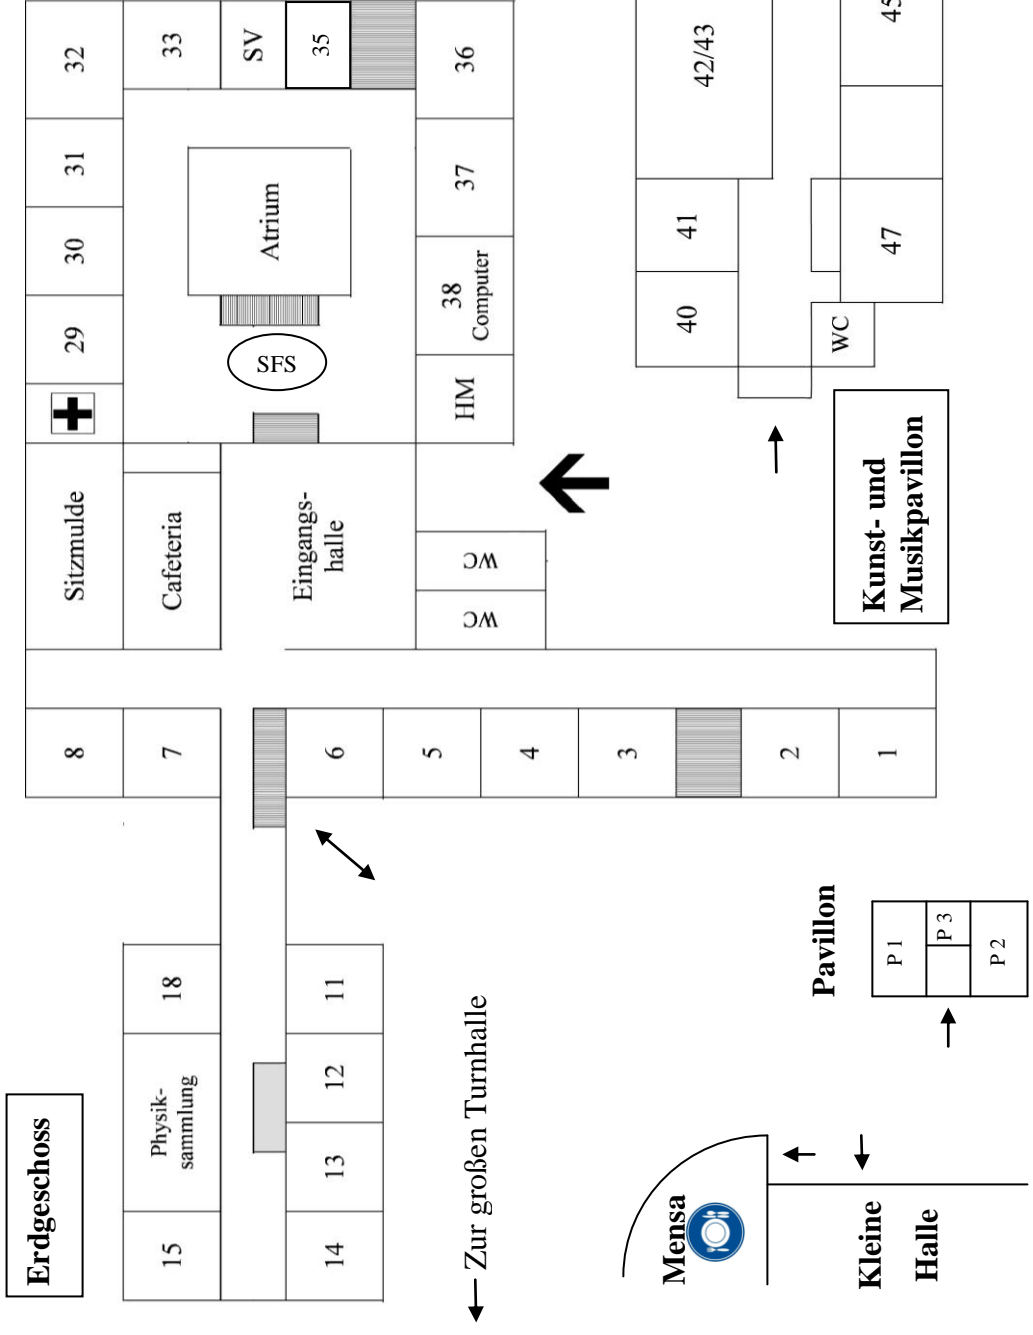 Erdgeschoss
8
Sitzmulde
29
30
31
32
15
Physik-
sammlung
18
7
Cafeteria
33
SV
Eingangs-
halle
SFS
Atrium
35
14
13
12
11
6
5
4
3
2
1
WC
WC
HM
38
Computer
37
36
Zur großen Turnhalle
40
41
42/43
WC
47
45
Kunst- und
Musikpavillon
Mensa
Kleine
Halle
Pavillon
P 1
P 3
P 2